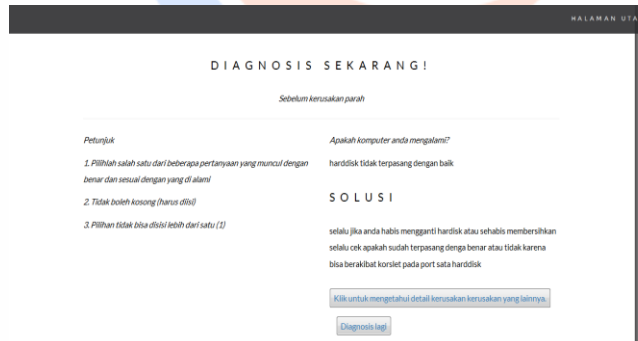 HALAMAN UTA
DIAGNOSIS SEKARANG!
Sebelum kerusakan parah
Petunjuk
1. Pilihlah salah satu dari beberapa pertanyaan yang muncul dengan
benar dan sesuai dengan yang di alami
2. Tidak boleh kosong (harus diisi)
3. Pilihan tidak bisa disisi lebih dari satu (1)
Apakah komputer anda mengalami?
harddisk tidak terpasang dengan baik
SOLUSI
selalu jika anda habis mengganti hardisk atau sehabis membersihkan
selalu cek apakah sudah terpasang denga benar atau tidak karena
bisa berakibat korslet pada port sata harddisk
Klik untuk mengetahui detail kerusakan kerusakan yang lainnya.
Diagnosis lagi